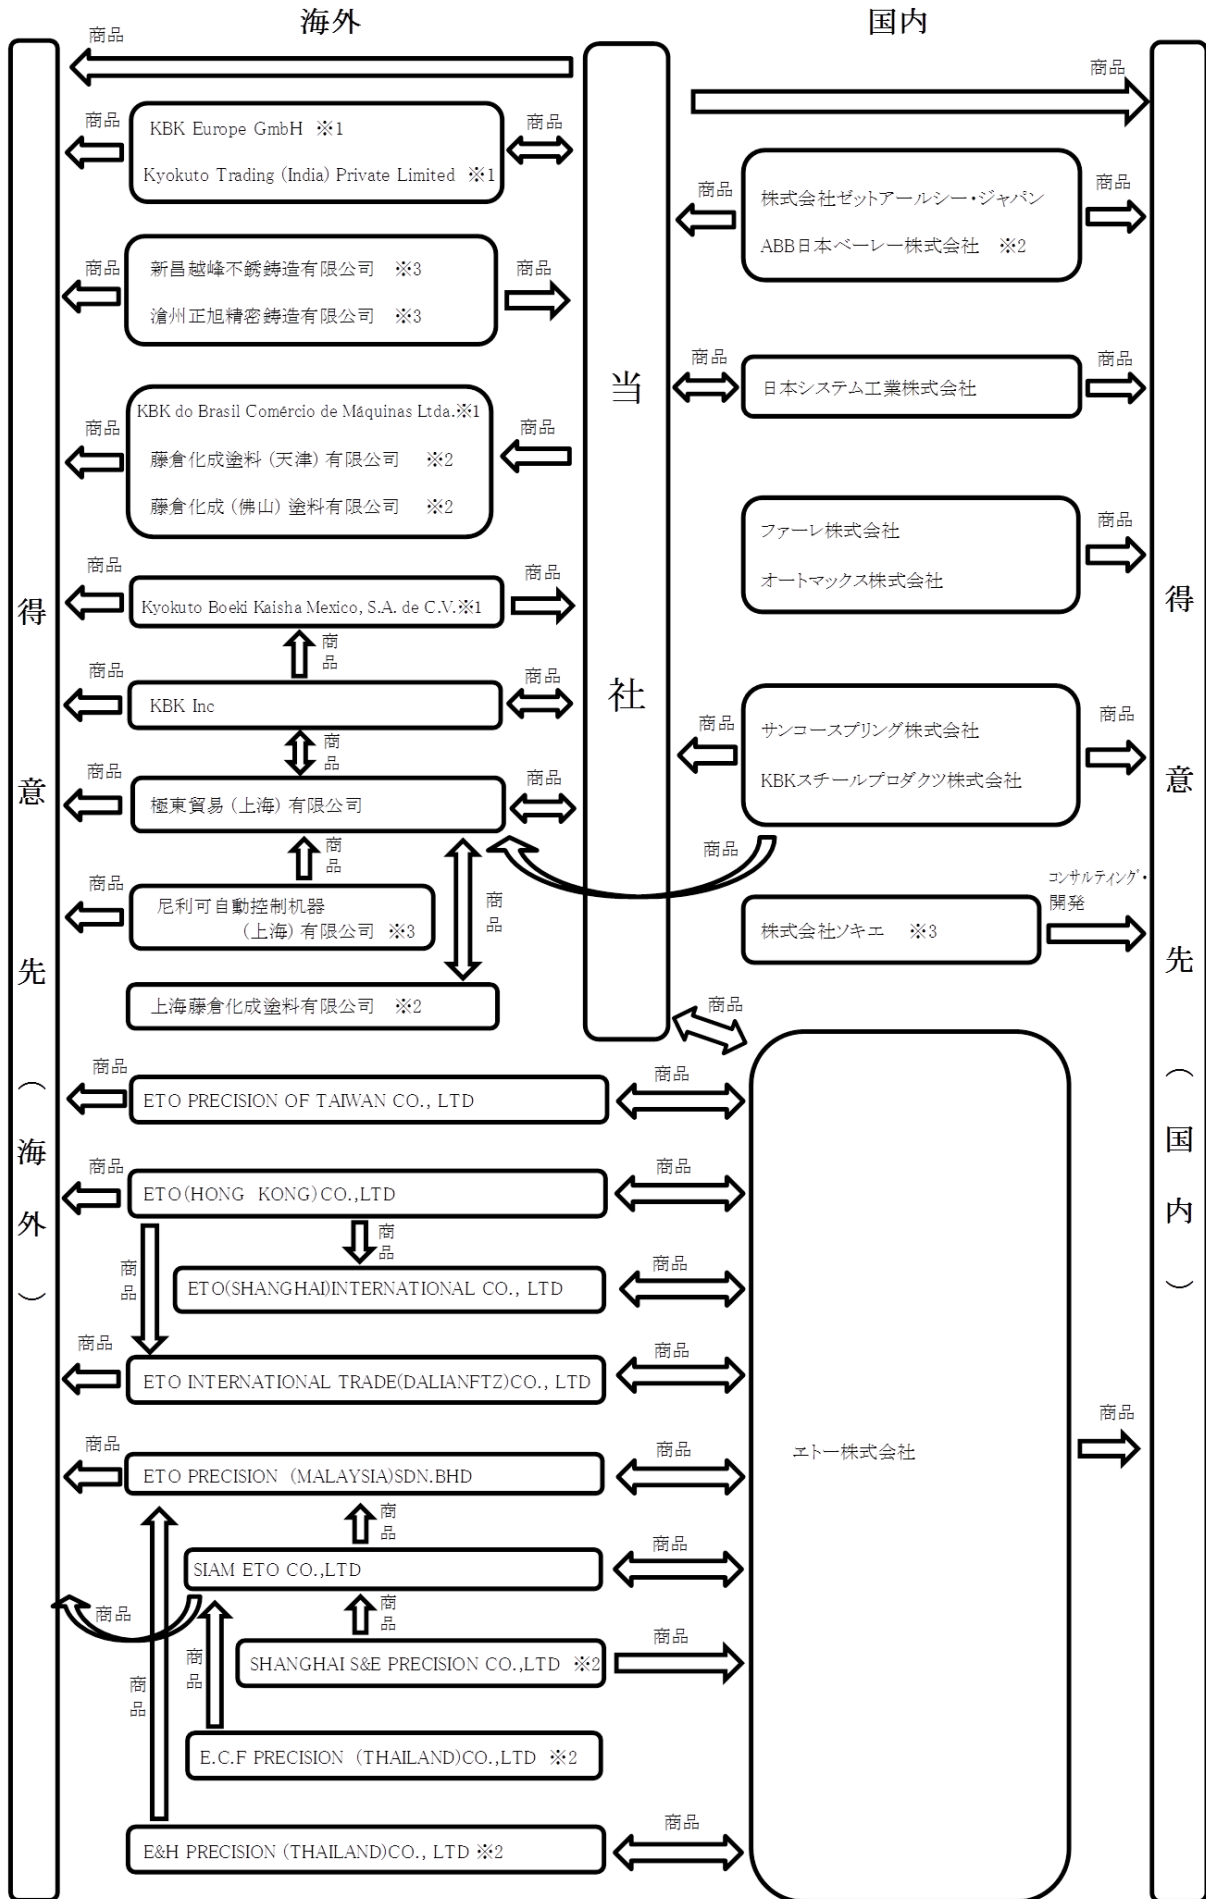 海外
国内
商品
商品
商品
KBK Europe GmbH ※1
商品
Kyokuto Trading (India) Private Limited ※1
株式会社ゼットアールシー・ジャパン
ABB日本ベーレー株式会社 ※2
商品
商品
商品
新昌越峰不銹鋳造有限公司 ※3
滄州正旭精密鋳造有限公司 ※3
商品
当社
商品
日本システム工業株式会社
商品
KBK do Brasil Comércio de Máquinas Ltda.※1
商品
藤倉化成塗料 (天津) 有限公司 ※2
藤倉化成 (佛山) 塗料有限公司 ※2
商品
ファーレ株式会社
オートマックス株式会社
商品
商品
Kyokuto Boeki Kaisha Mexico, S.A. de C.V.※1
商品
商品
商品
KBK Inc
商品
商品
サンコースプリング株式会社
KBKスチールプロダクツ株式会社
商品
商品
商品
極東貿易 (上海) 有限公司
商品
商品
商品
商品
尼利可自動控制机器
(上海) 有限公司 ※3
商品
株式会社ソキエ ※3
コンサルティング・
開発
上海藤倉化成塗料有限公司 ※2
商品
得意先(海外)
得意先(国内)
商品
ETO PRECISION OF TAIWAN CO., LTD
商品
商品
ETO(HONG KONG)CO.,LTD
商品
商品
商品
ETO(SHANGHAI)INTERNATIONAL CO., LTD
商品
商品
ETO INTERNATIONAL TRADE(DALIANFTZ)CO., LTD
商品
ヱトー株式会社
商品
商品
ETO PRECISION (MALAYSIA)SDN.BHD
商品
商品
SIAM ETO CO.,LTD
商品
商品
商品
SHANGHAI S&E PRECISION CO.,LTD ※2
商品
商品
商品
E.C.F PRECISION (THAILAND)CO.,LTD ※2
E&H PRECISION (THAILAND)CO., LTD ※2
商品